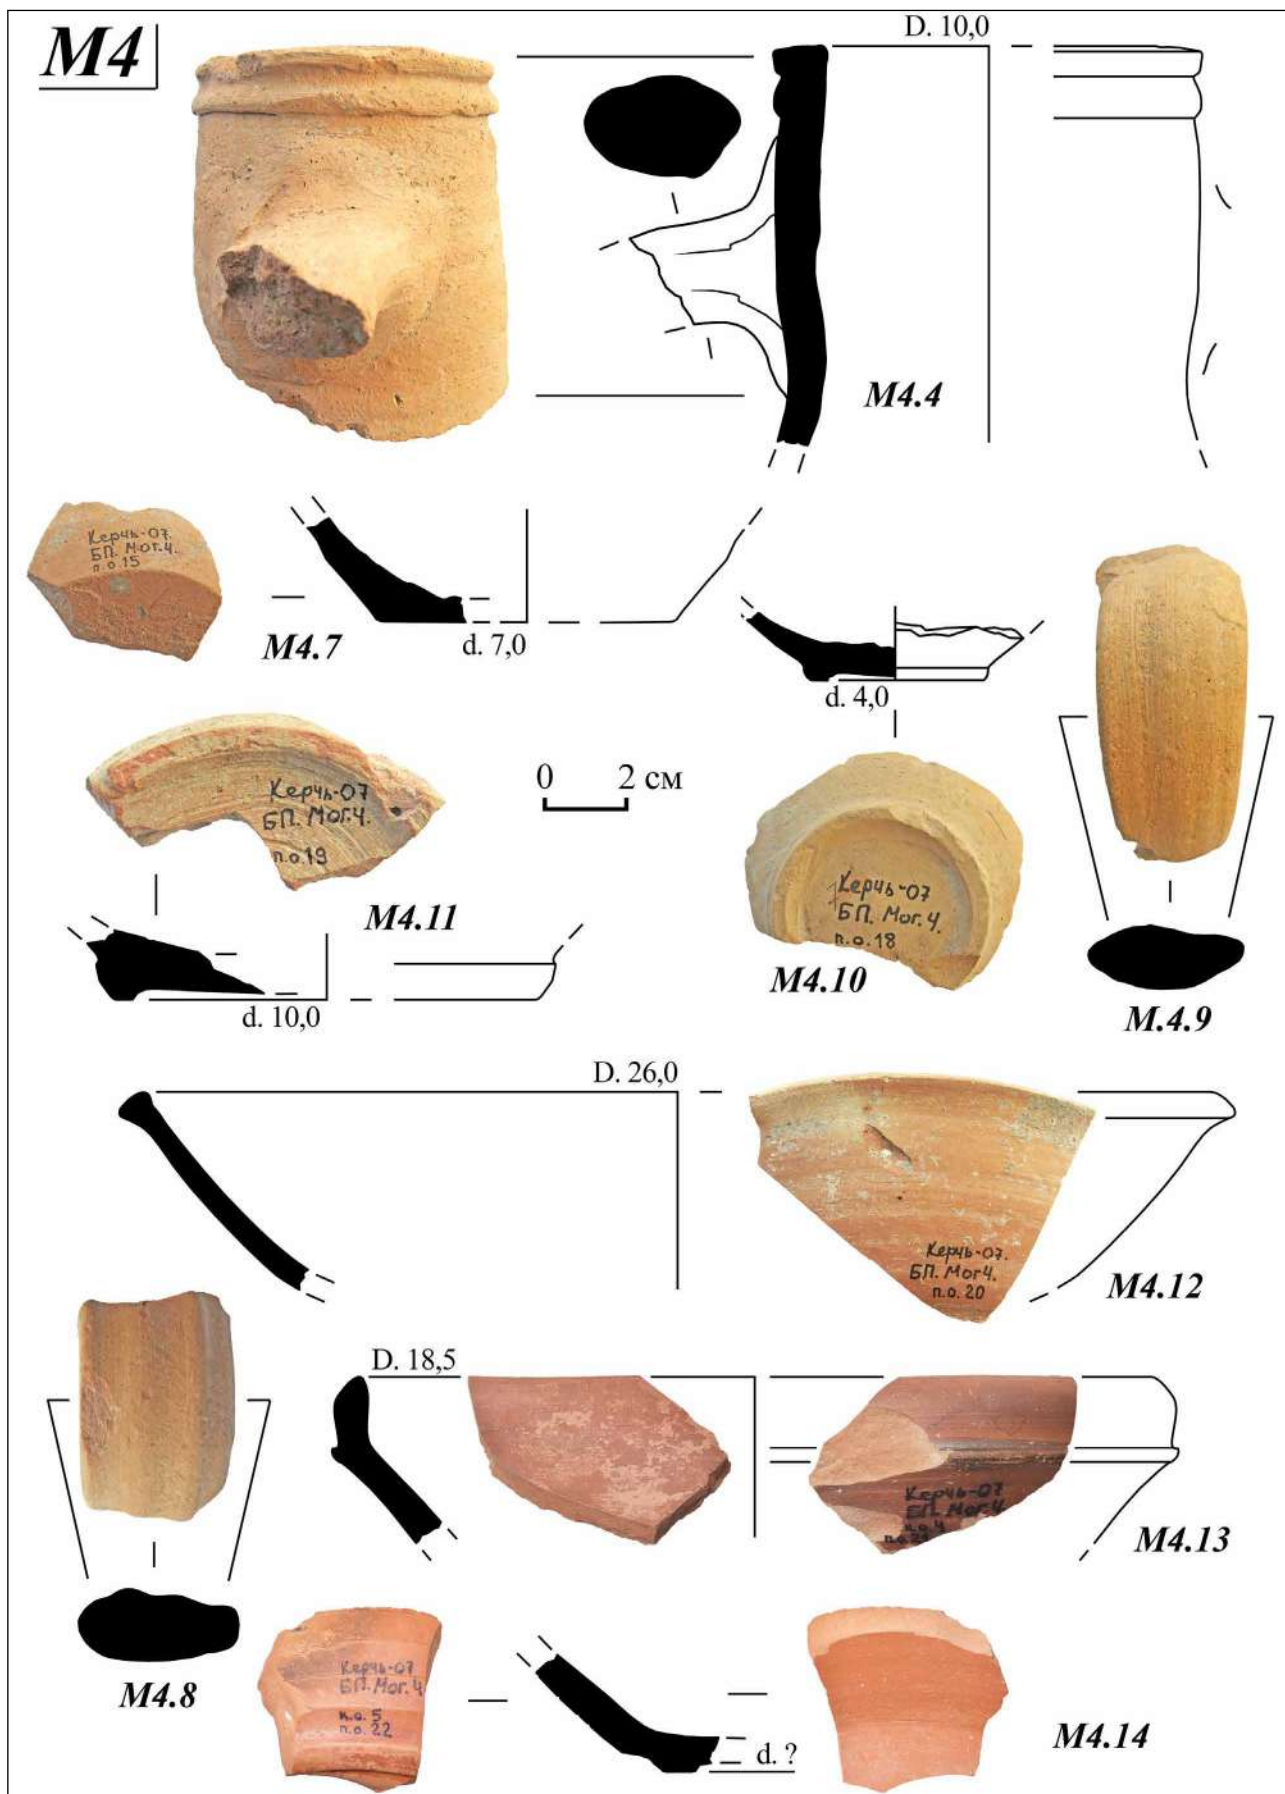 M4
D. 10,0
M4.4
Керчь-07.
БП. Мог.4.
п.о.15
M4.7
d. 7,0
d. 4,0
Керчь-07
БП. Мог.4.
п.о.19
0 2 см
M4.11
d. 10,0
Керчь-07
БП. Мог.4.
п.о.18
M4.10
M.4.9
D. 26,0
Керчь-07.
БП. Мог4.
п.о.20
M4.12
D. 18,5
Керчь-07
БП. Мог.4
к.о.4
M4.13
M4.8
Керчь-07
БП. Мог.4
к.о.5
п.о.22
d. ?
M4.14